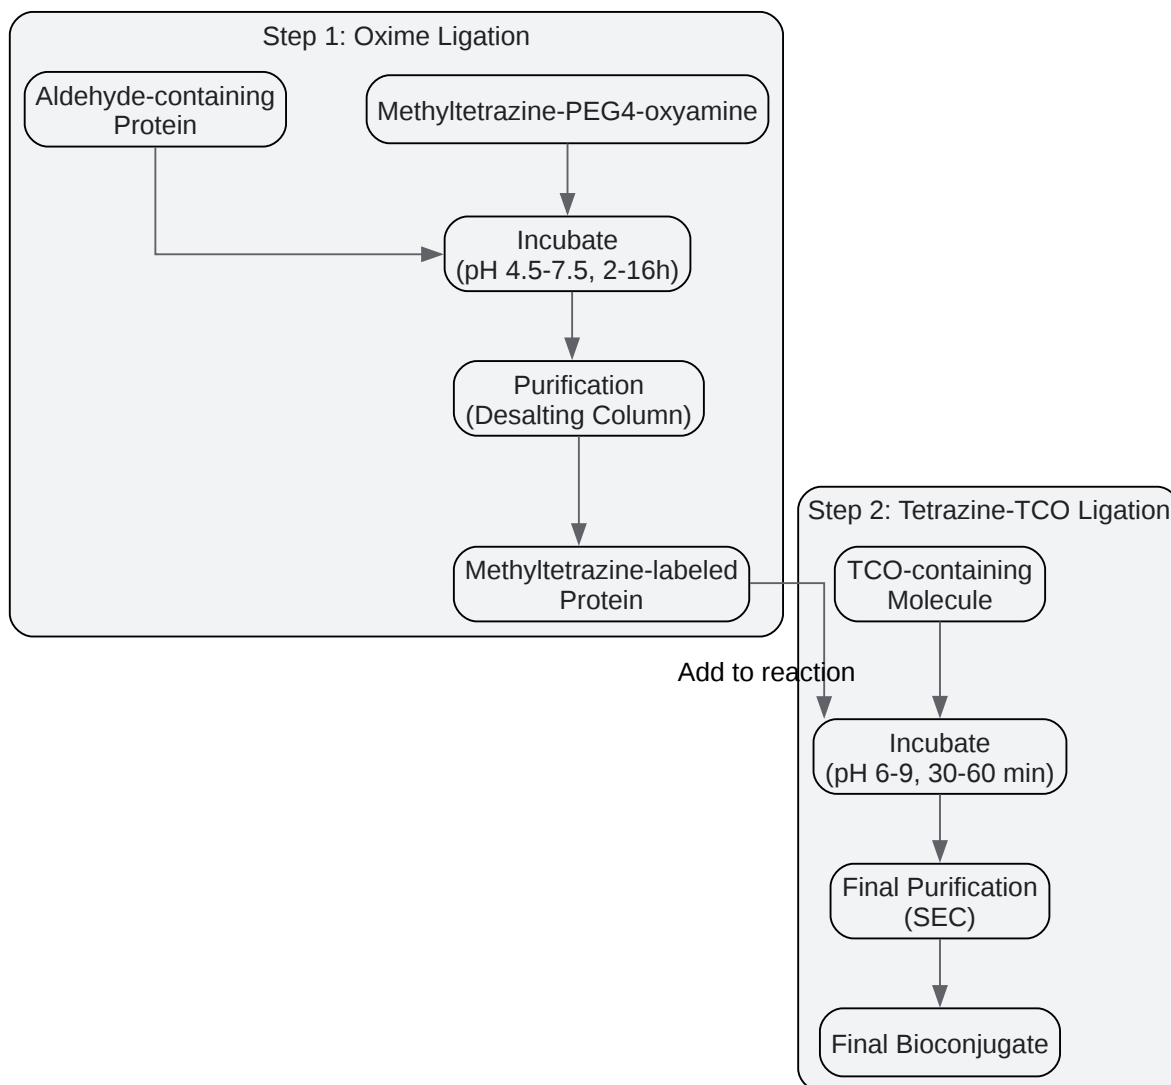 Step 1: Oxime Ligation
Aldehyde-containing
Protein
Methyltetrazine-PEG4-oxyamine
Incubate
(pH 4.5-7.5, 2-16h)
Purification
(Desalting Column)
Methyltetrazine-labeled
Protein
Add to reaction
Step 2: Tetrazine-TCO Ligation
TCO-containing
Molecule
Incubate
(pH 6-9, 30-60 min)
Final Purification
(SEC)
Final Bioconjugate